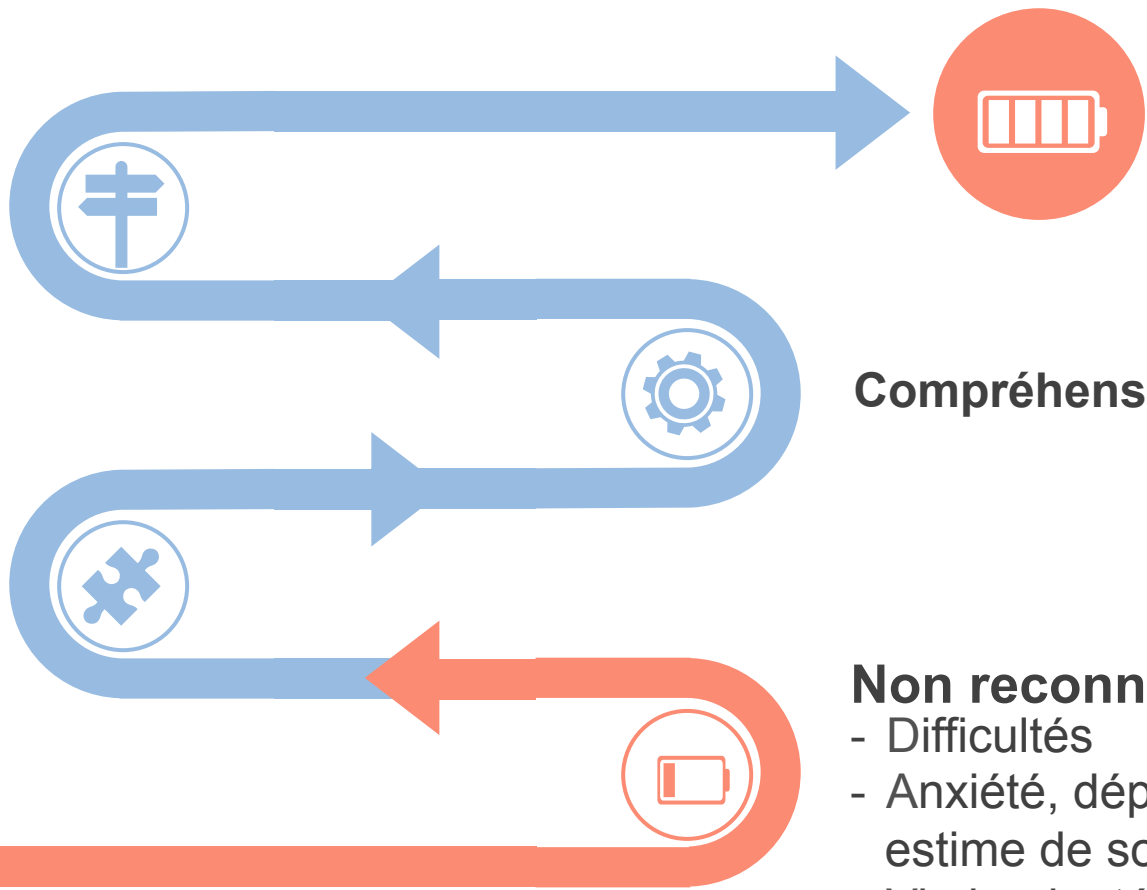 Compréhens
Non reconn
- Difficultés
- Anxiété, dép
estime de so